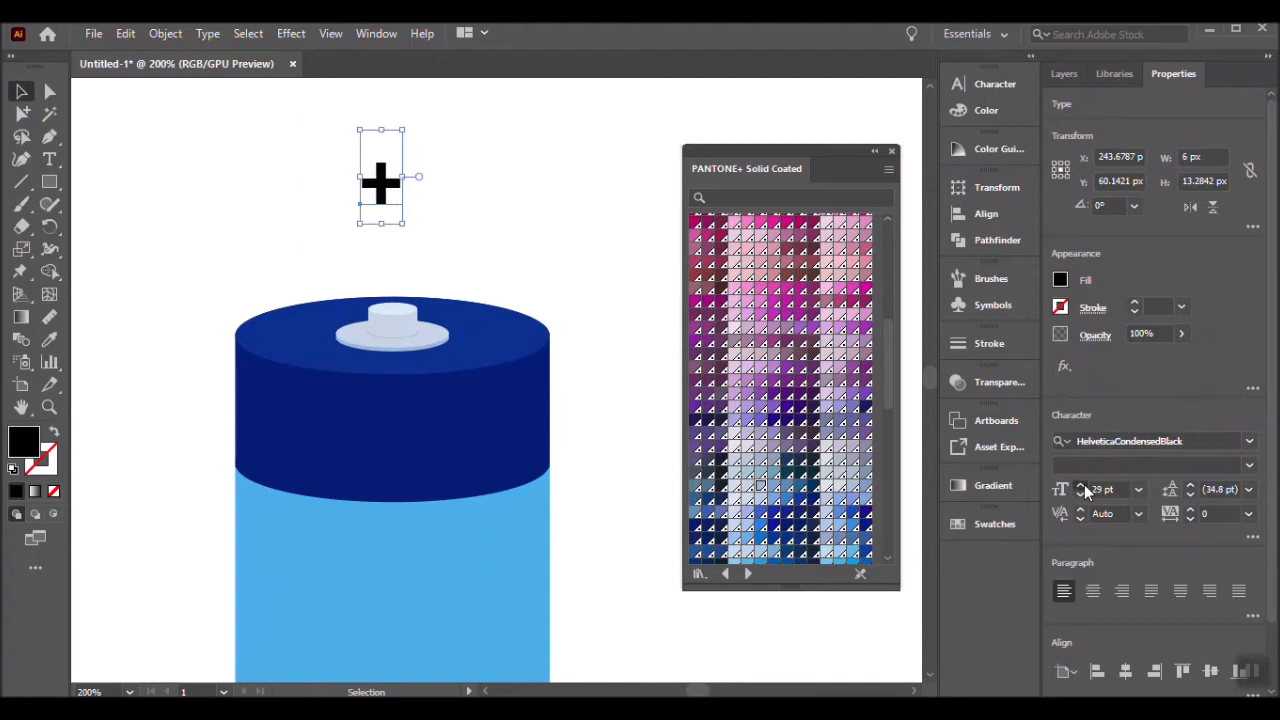 Ai File Edit Object Type Select Effect View Window Help Essentials Search Adobe Stock
Untitled-1* @ 200% (RGB/GPU Preview)
+
PANTONE+ Solid Coated
Character
Color
Color Gui...
Transform
Align
Pathfinder
Brushes
Symbols
Stroke
Transpare...
Artboards
Asset Exp...
Gradient
Swatches
Layers Libraries Properties
Type
Transform
X: 243.6787 p W: 6 px
Y: 60.1421 px H: 13.2842 px
0°
Appearance
Fill
Stroke
Opacity 100%
fx.
Character
HelveticaCondensedBlack
29 pt (34.8 pt)
Auto 0
Paragraph
Align
200% 1 Selection